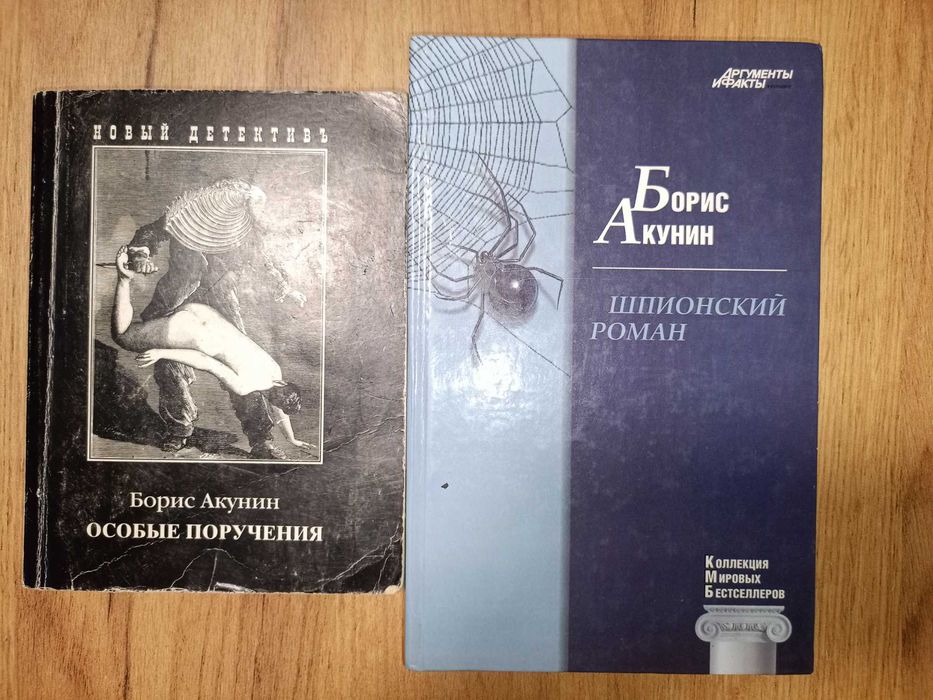 НОВЫЙ ДЕТЕКТИВЪ
Борис Акунин
ОСОБЫЕ ПОРУЧЕНИЯ
АРГУМЕНТЫ
И ФАКТЫ
БОРИС
АКУНИН
ШПИОНСКИЙ
РОМАН
КОЛЛЕКЦИЯ
МИРОВЫХ
БЕСТСЕЛЛЕРОВ